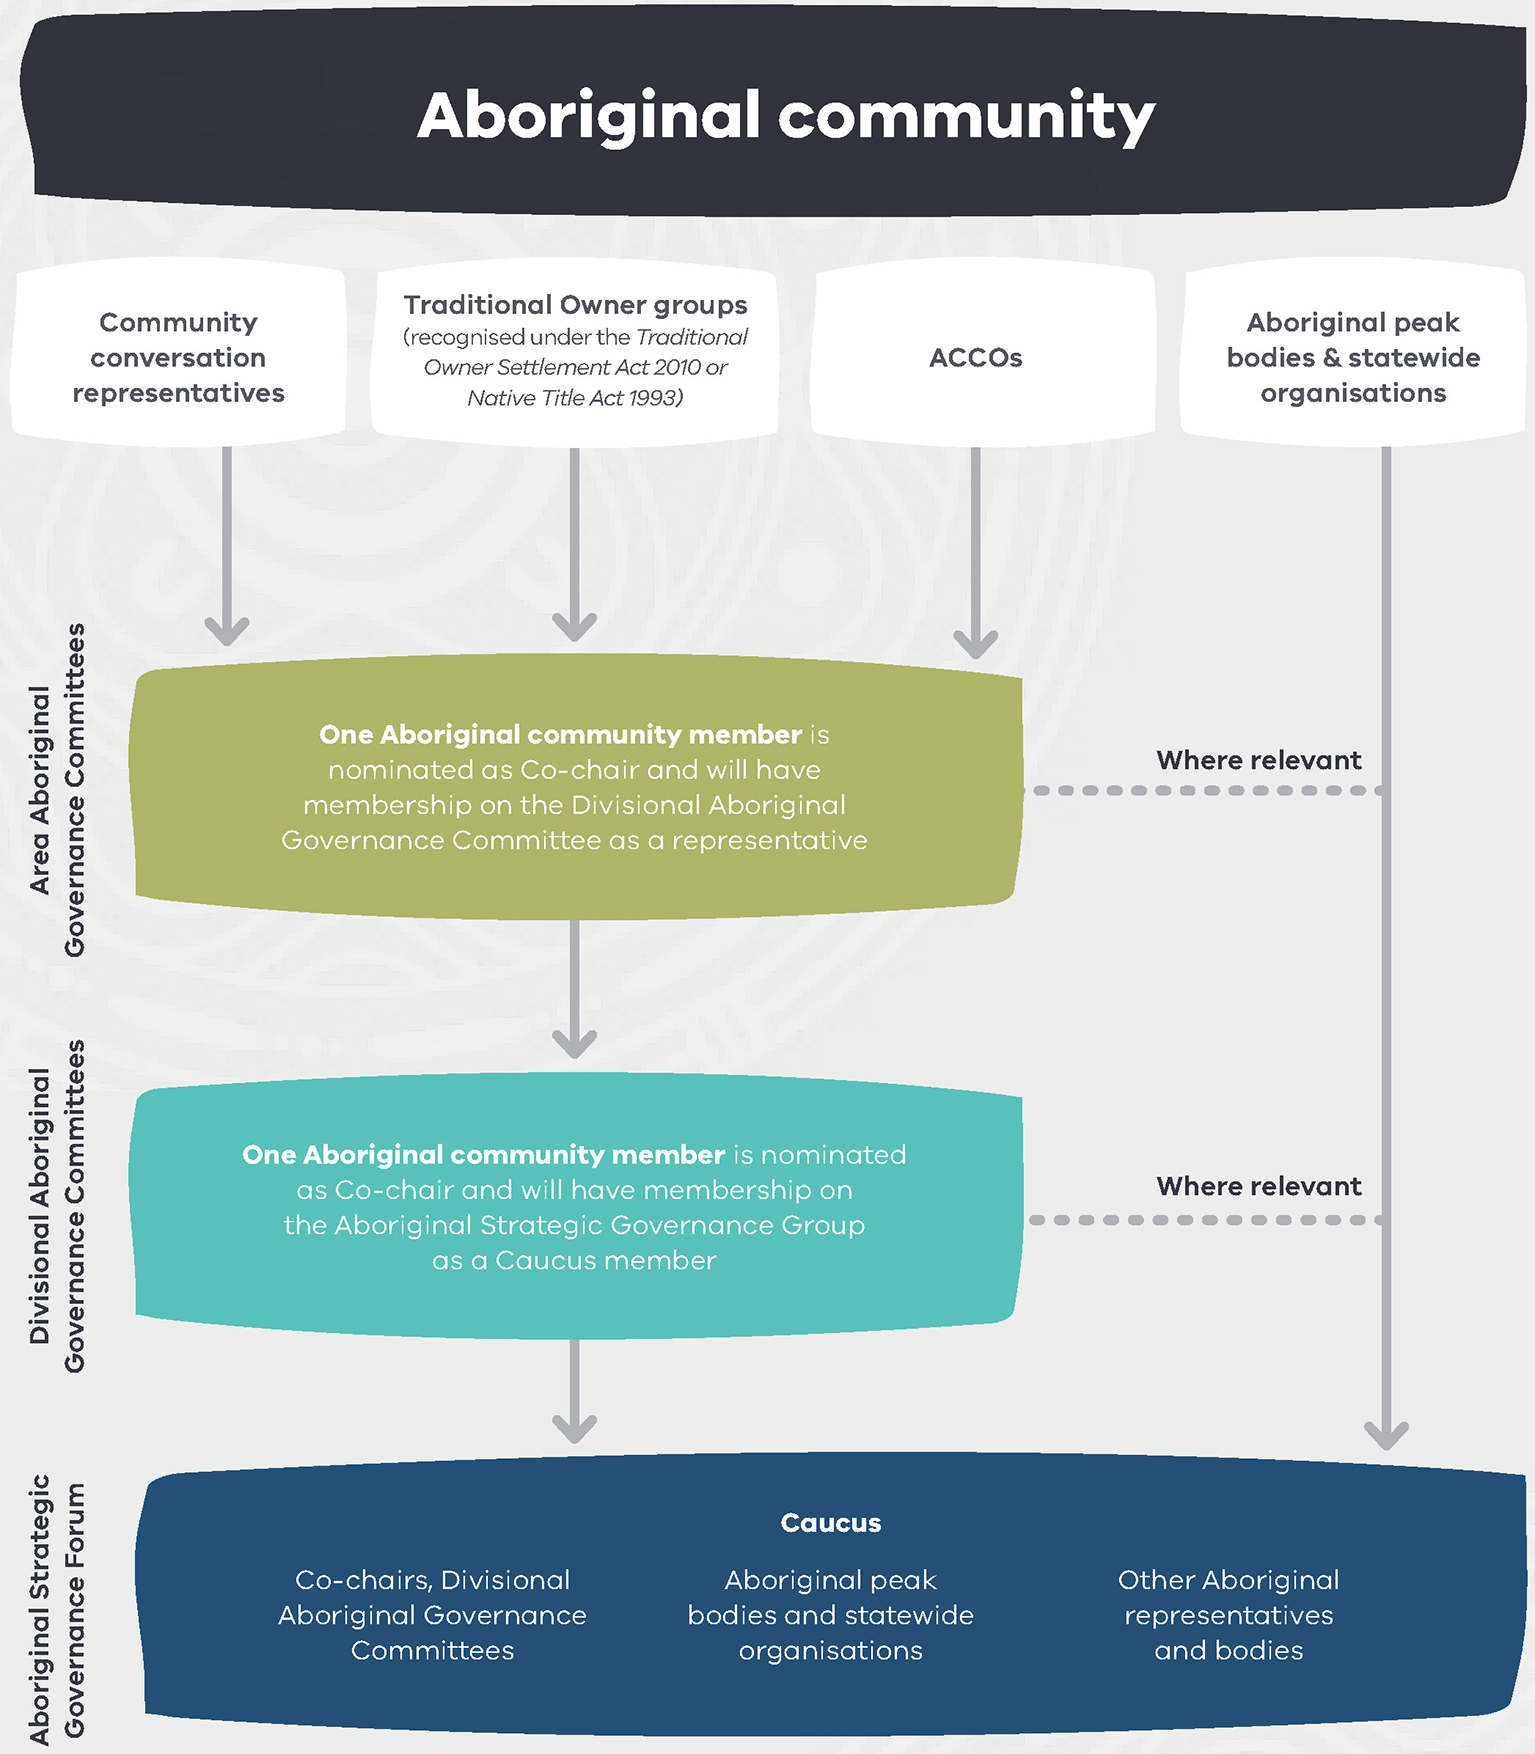 Aboriginal community
Community
conversation
representatives
Traditional Owner groups
(recognised under the Traditional
Owner Settlement Act 2010 or
Native Title Act 1993)
ACCOs
Aboriginal peak
bodies & statewide
organisations
Area Aboriginal
Governance Committees
One Aboriginal community member is
nominated as Co-chair and will have
membership on the Divisional Aboriginal
Governance Committee as a representative
Where relevant
Divisional Aboriginal
Governance Committees
One Aboriginal community member is nominated
as Co-chair and will have membership on
the Aboriginal Strategic Governance Group
as a Caucus member
Where relevant
Aboriginal Strategic
Governance Forum
Caucus
Co-chairs, Divisional
Aboriginal Governance
Committees
Aboriginal peak
bodies and statewide
organisations
Other Aboriginal
representatives
and bodies